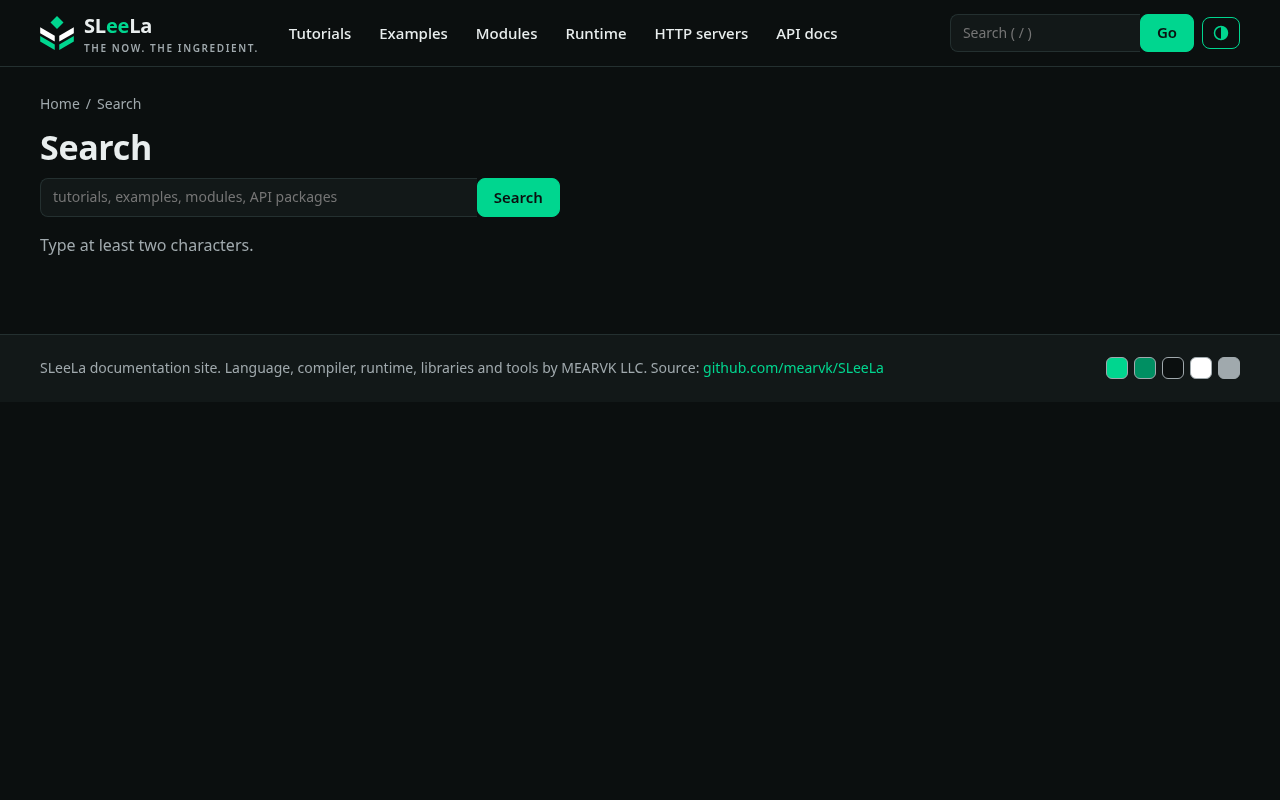 SLeeLa
THE NOW. THE INGREDIENT.
Tutorials Examples Modules Runtime HTTP servers API docs
Search ( / ) Go
Home / Search
Search
tutorials, examples, modules, API packages Search
Type at least two characters.
SLeeLa documentation site. Language, compiler, runtime, libraries and tools by MEARVK LLC. Source: github.com/mearvk/SLeeLa